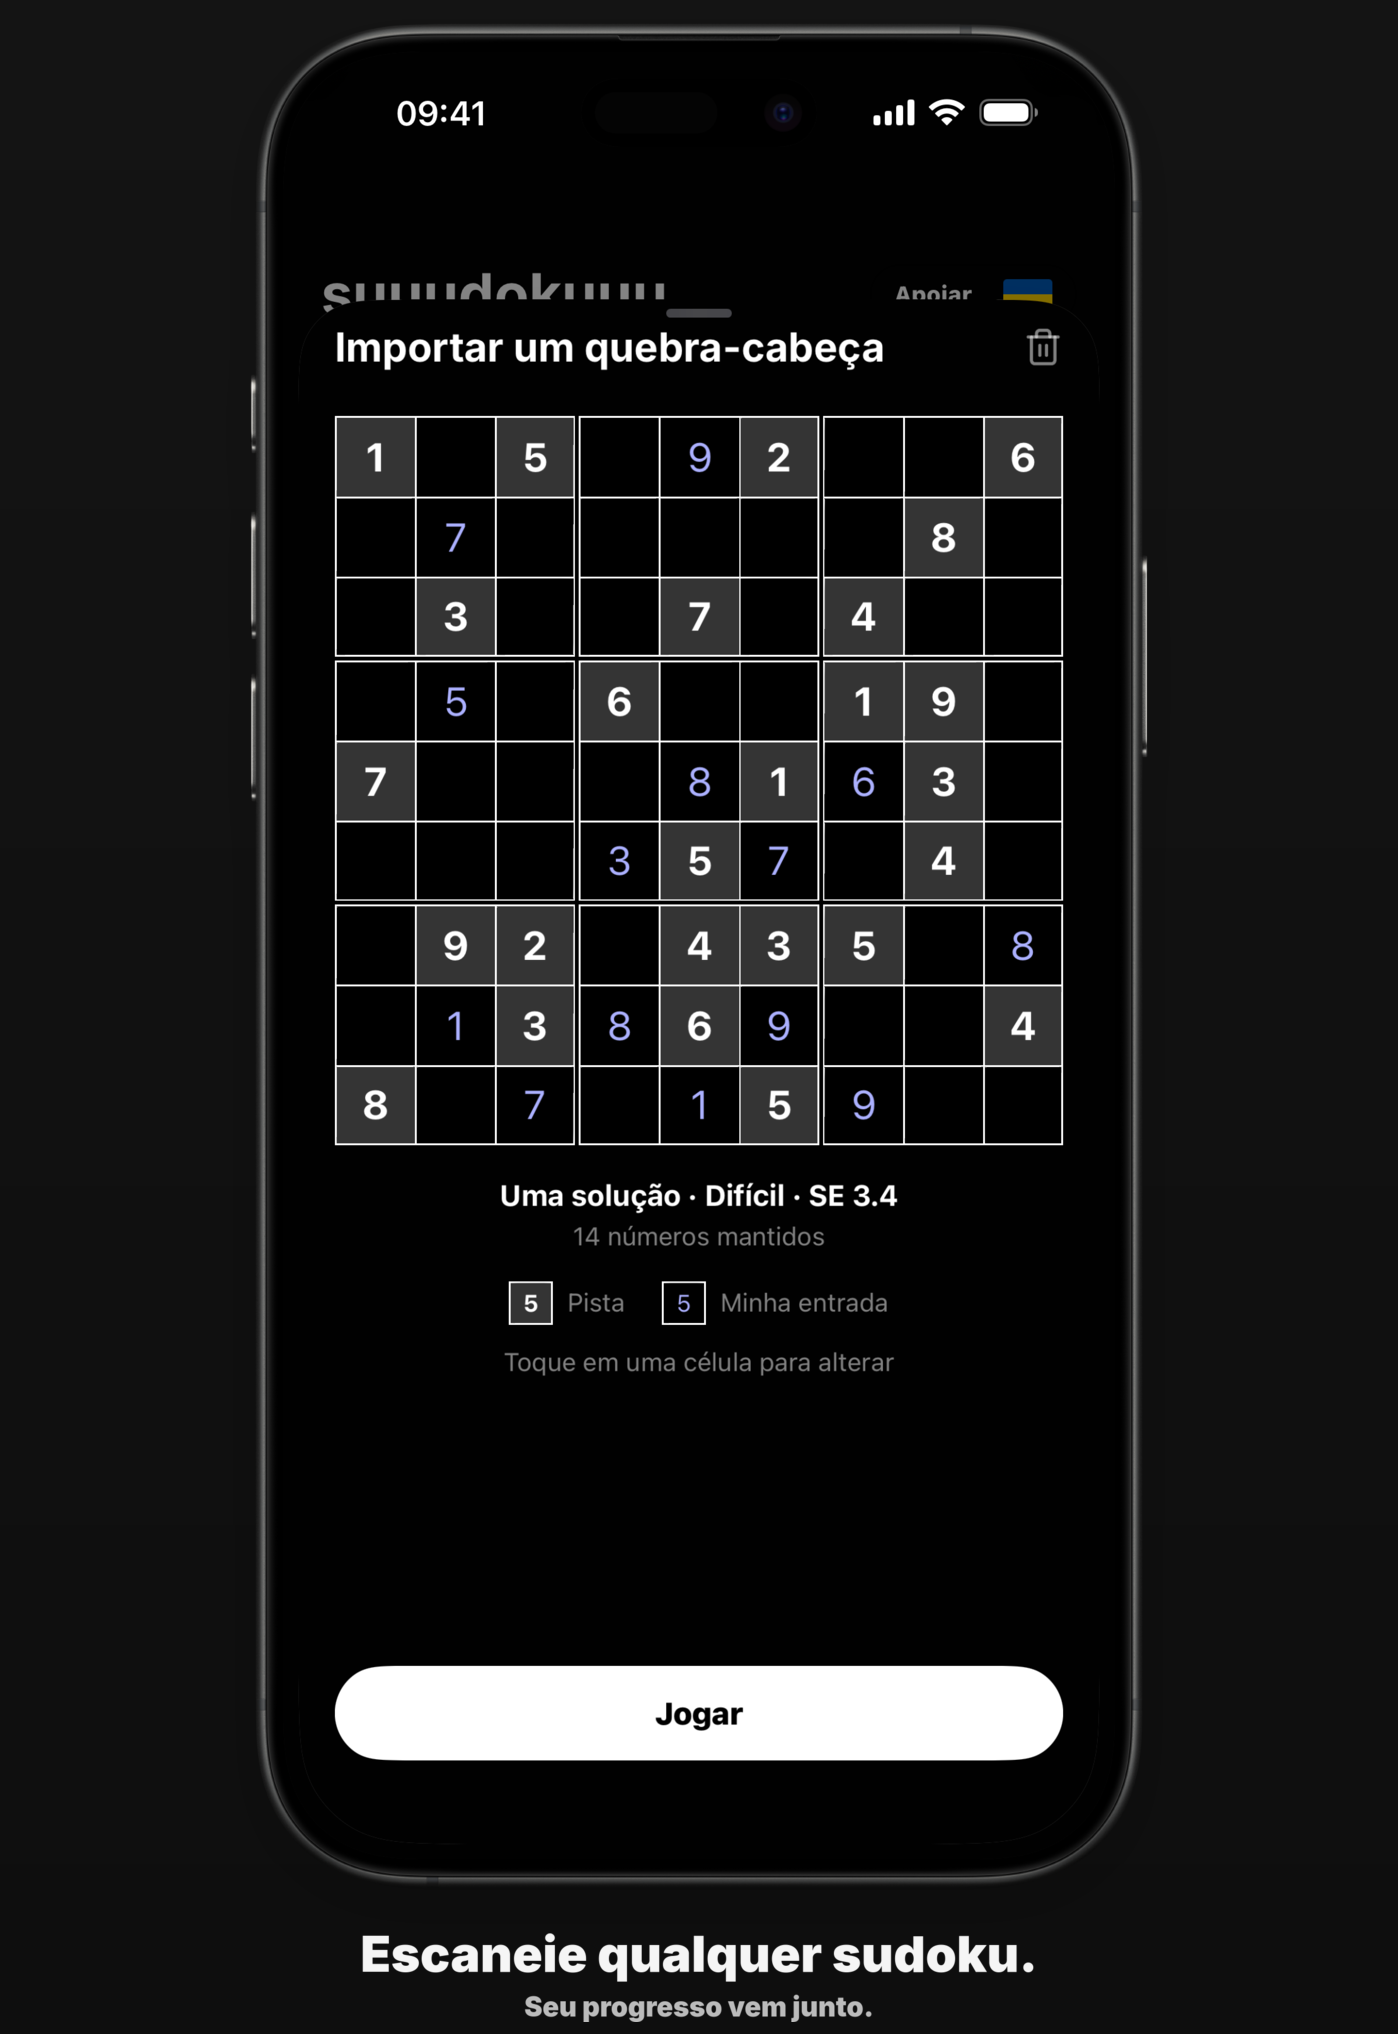 09:41
suuudokuuu
Apoiar
Importar um quebra-cabeça
1 5 9 2 6
7 8
3 7 4
5 6 1 9
7 8 1 6 3
3 5 7 4
9 2 4 3 5 8
1 3 8 6 9 4
8 7 1 5 9
Uma solução · Difícil · SE 3.4
14 números mantidos
5 Pista 5 Minha entrada
Toque em uma célula para alterar
Jogar
Escaneie qualquer sudoku.
Seu progresso vem junto.